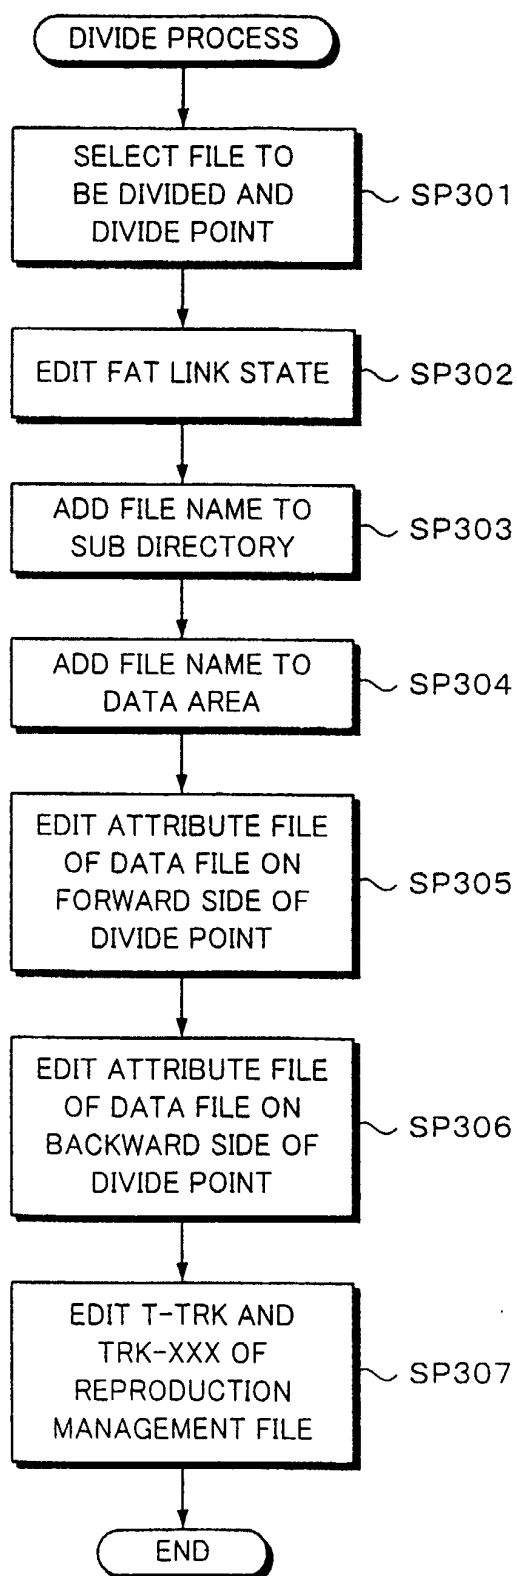 DIVIDE PROCESS
SELECT FILE TO
BE DIVIDED AND
DIVIDE POINT
SP301
EDIT FAT LINK STATE
SP302
ADD FILE NAME TO
SUB DIRECTORY
SP303
ADD FILE NAME TO
DATA AREA
SP304
EDIT ATTRIBUTE FILE
OF DATA FILE ON
FORWARD SIDE OF
DIVIDE POINT
SP305
EDIT ATTRIBUTE FILE
OF DATA FILE ON
BACKWARD SIDE OF
DIVIDE POINT
SP306
EDIT T-TRK AND
TRK-XXX OF
REPRODUCTION
MANAGEMENT FILE
SP307
END